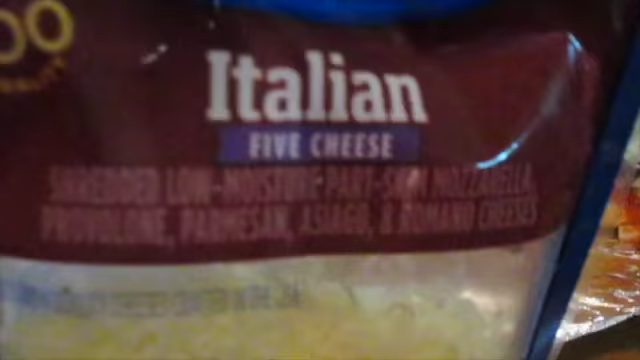 Italian
FIVE CHEESE
SHREDDED LOW-MOISTURE PART-SKIM MOZZARELLA,
PROVOLONE, PARMESAN, ASIAGO, & ROMANO CHEESES